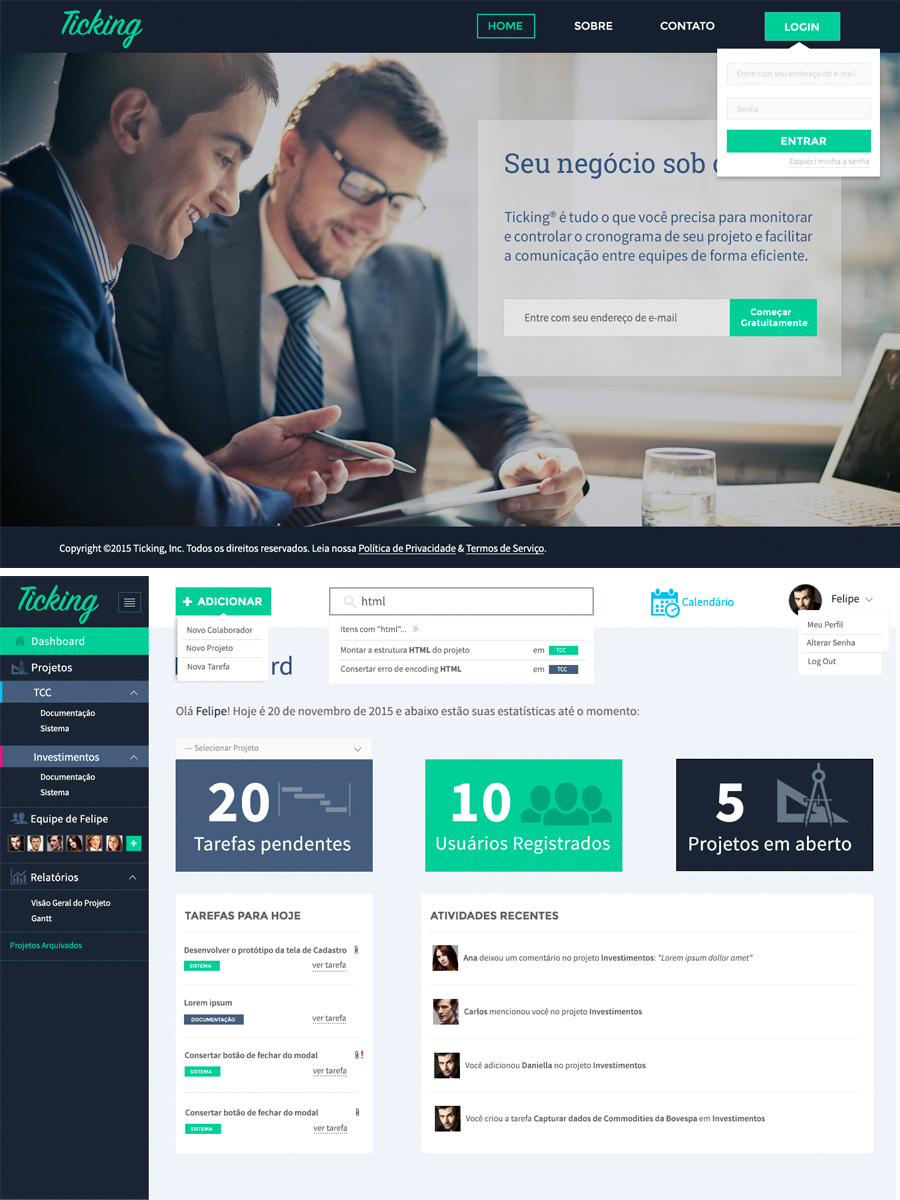 Ticking
HOME
SOBRE
CONTATO
LOGIN
Entre com seu endereço de e-mail
Senha
ENTRAR
Esqueci minha a senha
Seu negócio sob
Ticking® é tudo o que você precisa para monitorar
e controlar o cronograma de seu projeto e facilitar
a comunicação entre equipes de forma eficiente.
Entre com seu endereço de e-mail
Começar
Gratuitamente
Copyright ©2015 Ticking, Inc. Todos os direitos reservados. Leia nossa Política de Privacidade & Termos de Serviço.
Ticking
Dashboard
Projetos
TCC
Documentação
Sistema
Investimentos
Documentação
Sistema
Equipe de Felipe
+
Relatórios
Visão Geral do Projeto
Gantt
Projetos Arquivados
+ ADICIONAR
Novo Colaborador
Novo Projeto
Nova Tarefa
html
Itens com "html"... »
Montar a estrutura HTML do projeto em TCC
Consertar erro de encoding HTML em TCC
Calendário
Felipe
Meu Perfil
Alterar Senha
Log Out
Olá Felipe! Hoje é 20 de novembro de 2015 e abaixo estão suas estatísticas até o momento:
--- Selecionar Projeto
20
Tarefas pendentes
10
Usuários Registrados
5
Projetos em aberto
TAREFAS PARA HOJE
Desenvolver o protótipo da tela de Cadastro
SISTEMA ver tarefa
Lorem ipsum
DOCUMENTAÇÃO ver tarefa
Consertar botão de fechar do modal !
SISTEMA ver tarefa
Consertar botão de fechar do modal
SISTEMA ver tarefa
ATIVIDADES RECENTES
Ana deixou um comentário no projeto Investimentos: "Lorem ipsum dollor amet"
Carlos mencionou você no projeto Investimentos
Você adicionou Daniella no projeto Investimentos
Você criou a tarefa Capturar dados de Commodities da Bovespa em Investimentos